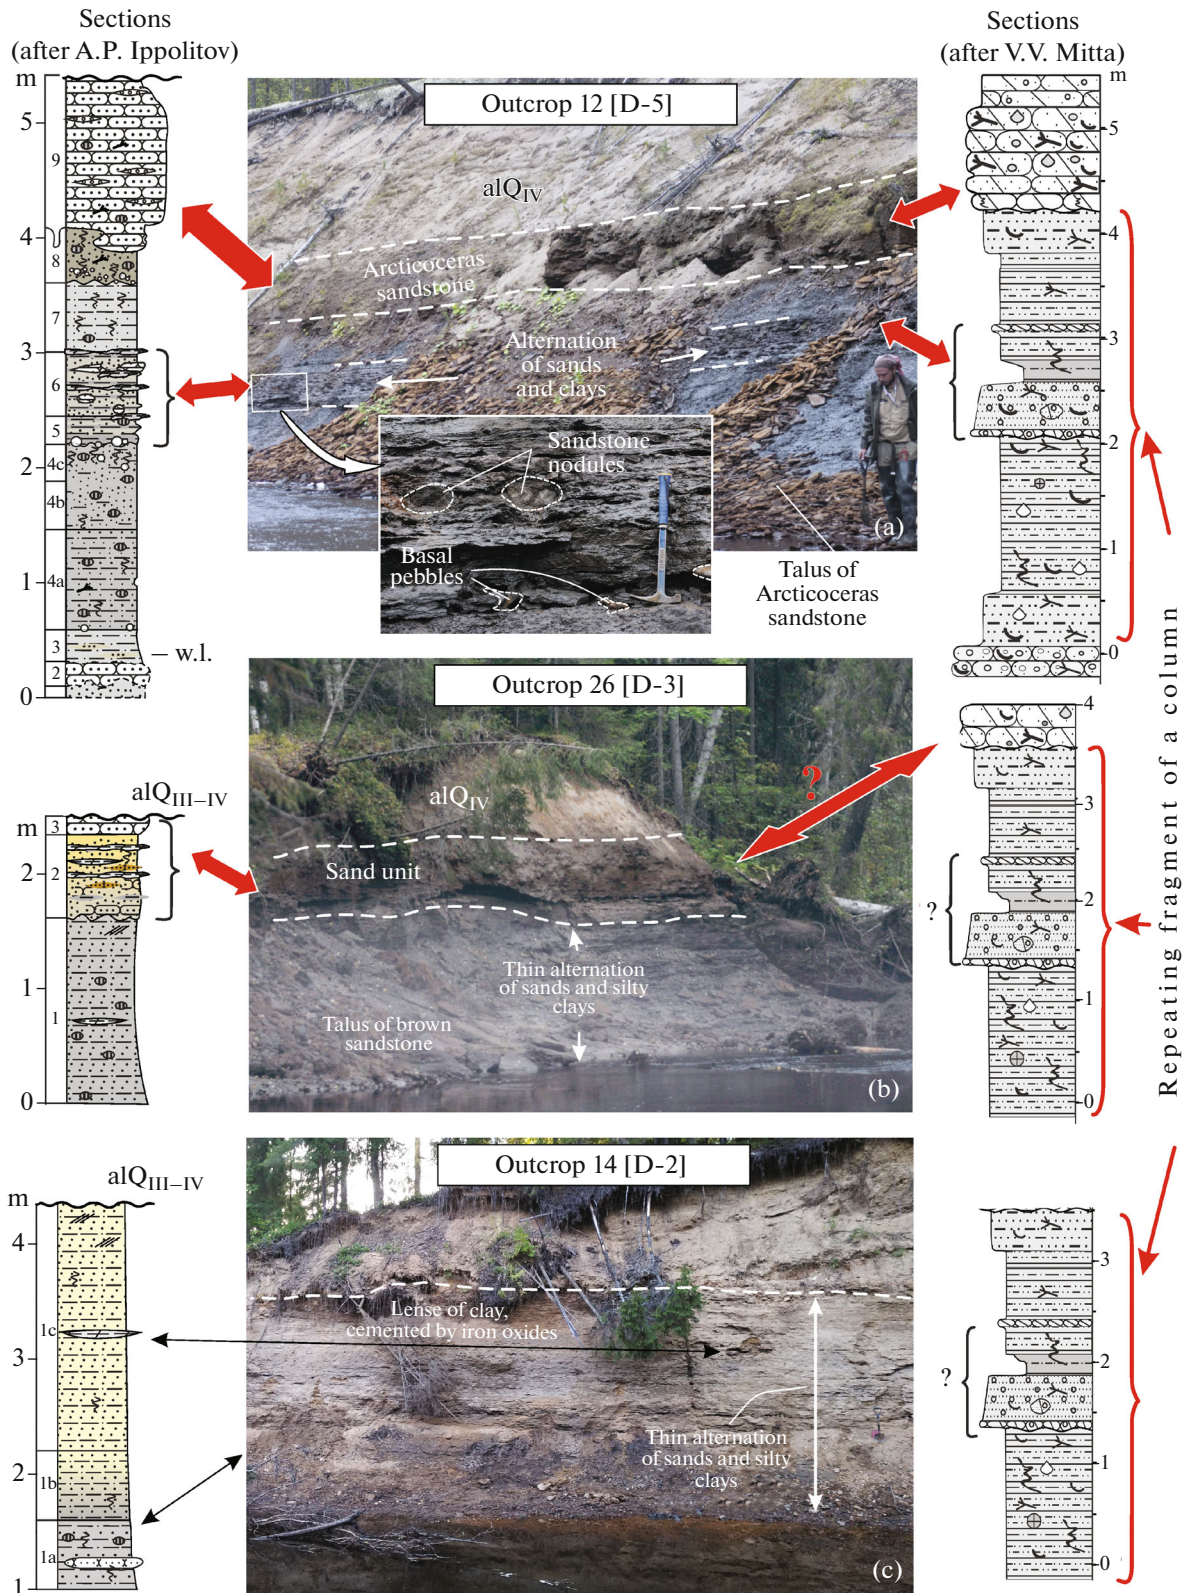 Sections
(after A.P. Ippolitov)
Sections
(after V.V. Mitta)
m
5
4
3
2
1
0
9
8
7
6
5
4c
4b
4a
3
2
w.l.
Outcrop 12 [D-5]
alQIV
Arcticoceras
sandstone
Alternation
of sands
and clays
Sandstone
nodules
Basal
pebbles
(a)
Talus of
Arcticoceras
sandstone
m
5
4
3
2
1
0
Repeating fragment of a column
alQIII–IV
m
2
1
0
3
2
1
Outcrop 26 [D-3]
alQIV
Sand unit
Thin alternation
of sands and silty
clays
Talus of brown
sandstone
(b)
?
4
3
2
1
0
?
alQIII–IV
m
4
3
2
1
1c
1b
1a
Outcrop 14 [D-2]
Lense of clay,
cemented by iron oxides
Thin alternation
of sands and silty
clays
(c)
3
2
1
0
?